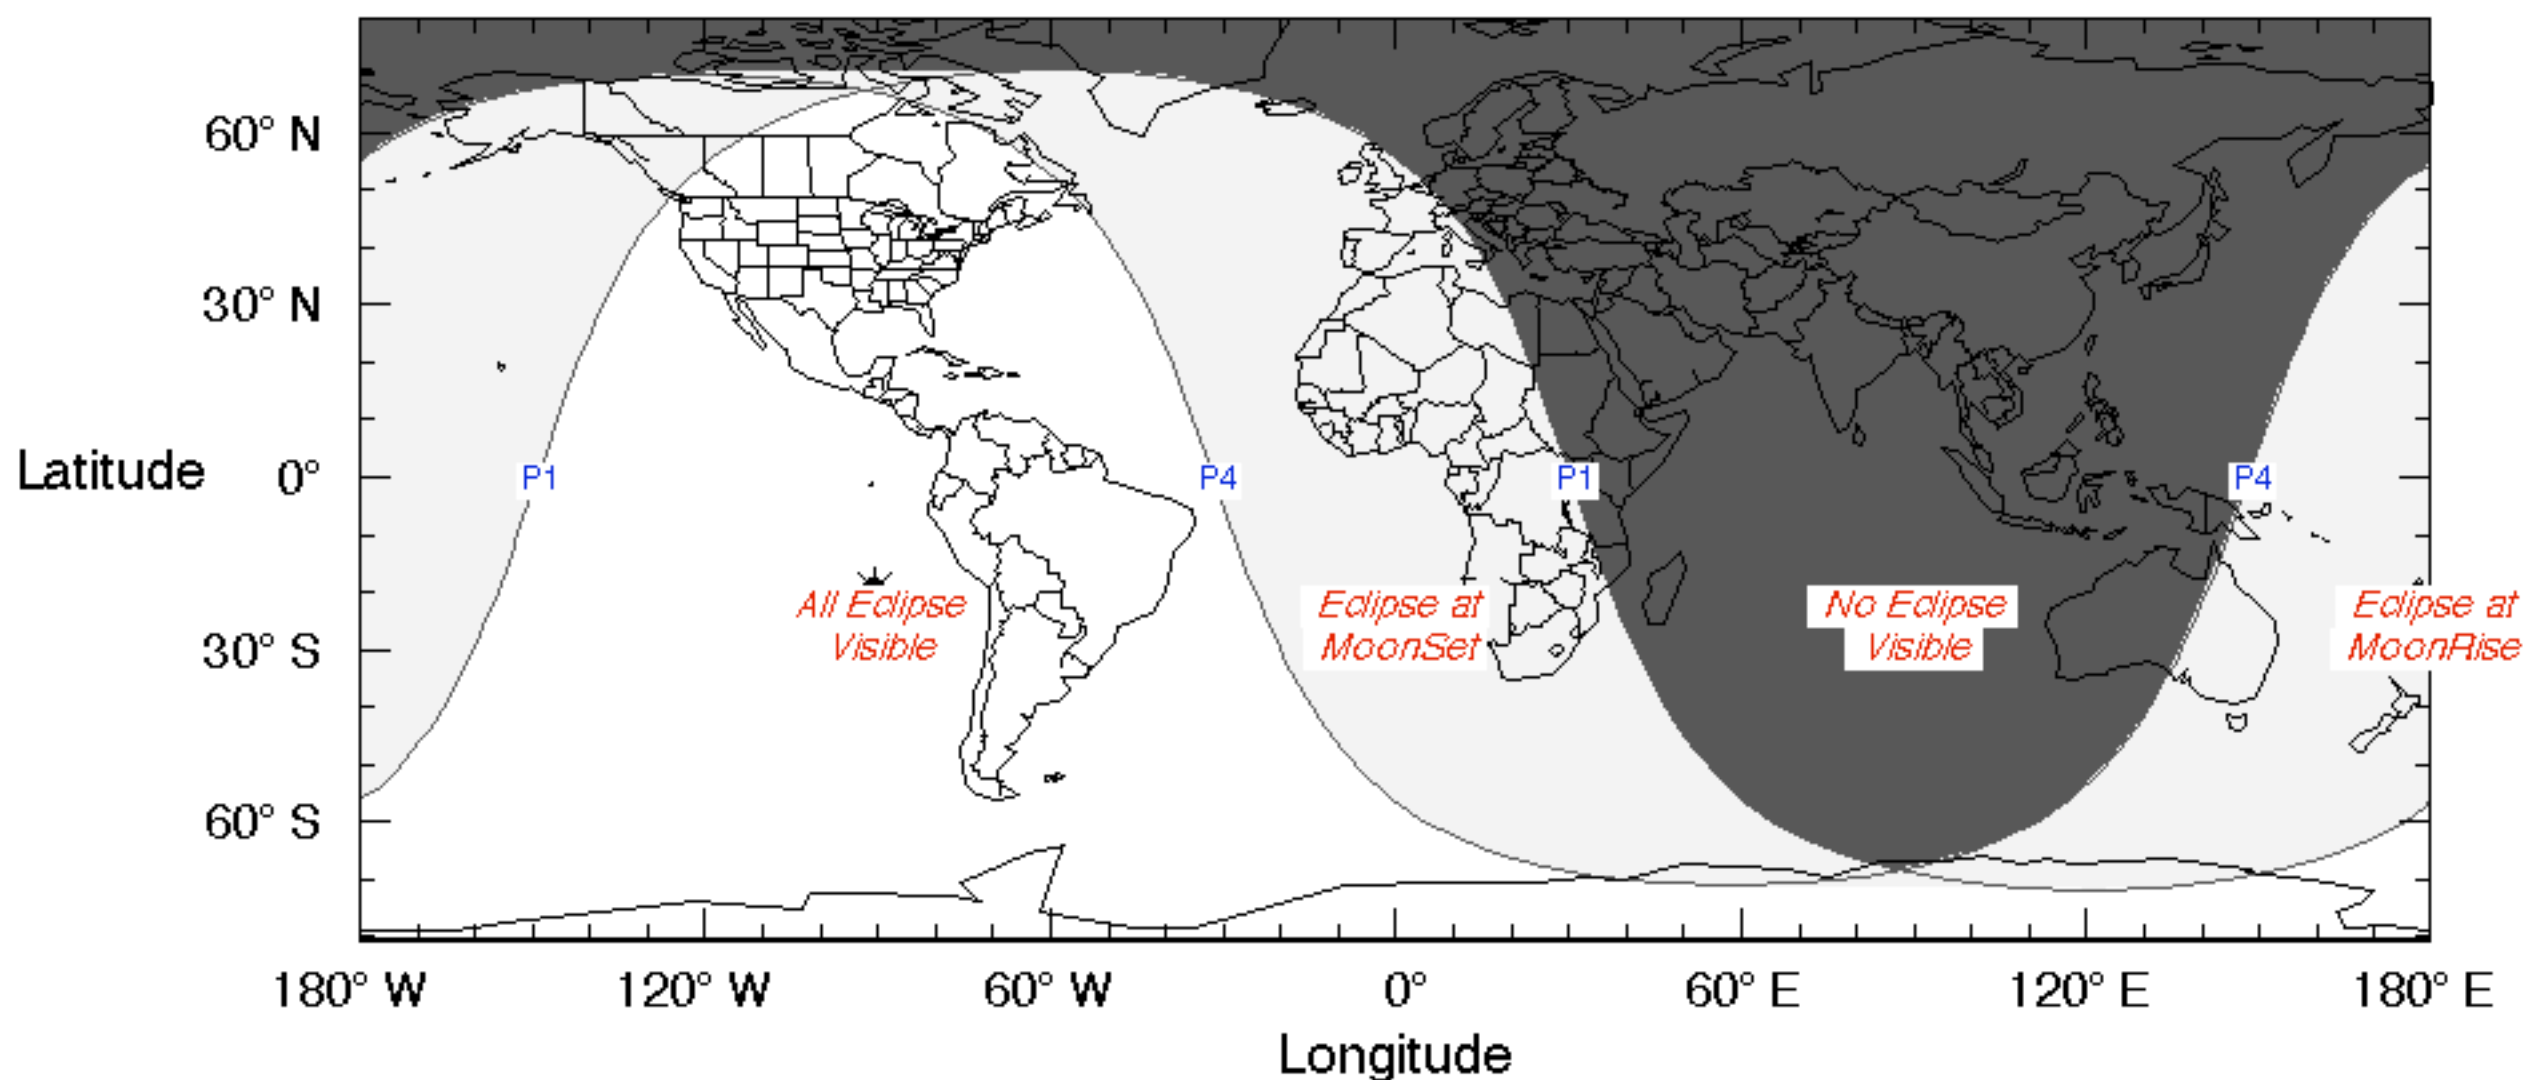 60° N
30° N
Latitude
0°
30° S
60° S
P1
P4
P1
P4
All Eclipse
Visible
Eclipse at
MoonSet
No Eclipse
Visible
Eclipse at
MoonRise
180° W
120° W
60° W
0°
60° E
120° E
180° E
Longitude